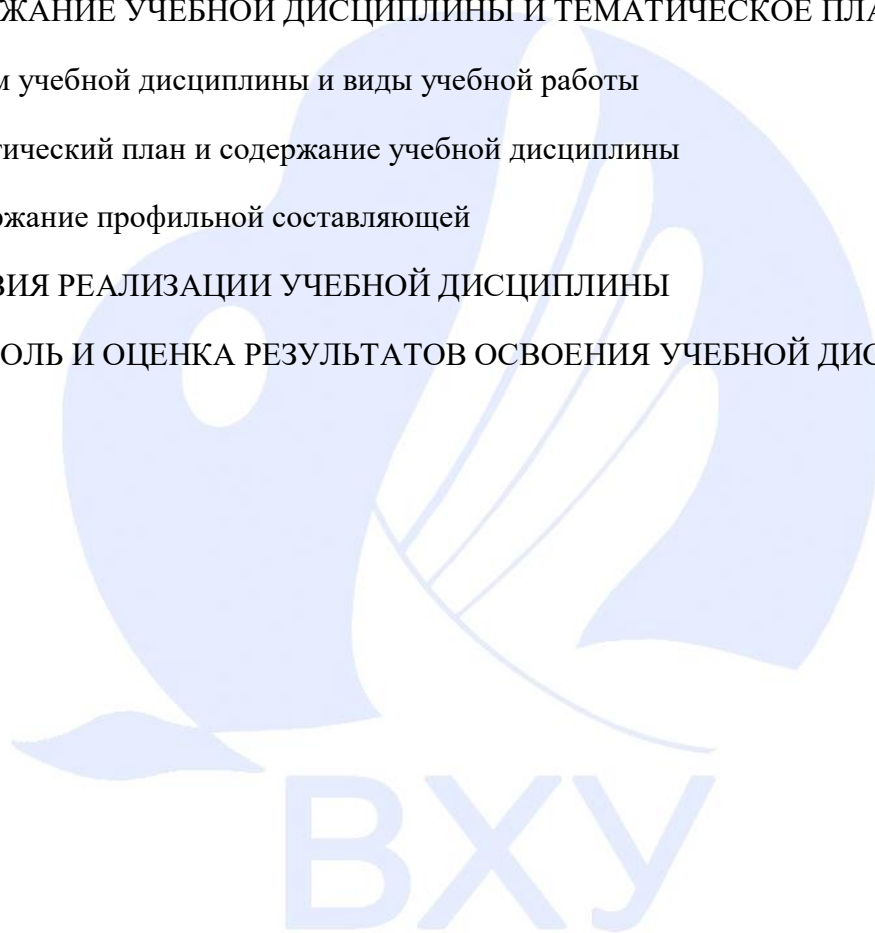 ЖАНИЕ УЧЕБНОЙ ДИСЦИПЛИНЫ И ТЕМАТИЧЕСКОЕ ПЛА
м учебной дисциплины и виды учебной работы
тический план и содержание учебной дисциплины
жание профильной составляющей
ВИЯ РЕАЛИЗАЦИИ УЧЕБНОЙ ДИСЦИПЛИНЫ
ОЛЬ И ОЦЕНКА РЕЗУЛЬТАТОВ ОСВОЕНИЯ УЧЕБНОЙ ДИС
ВХУ